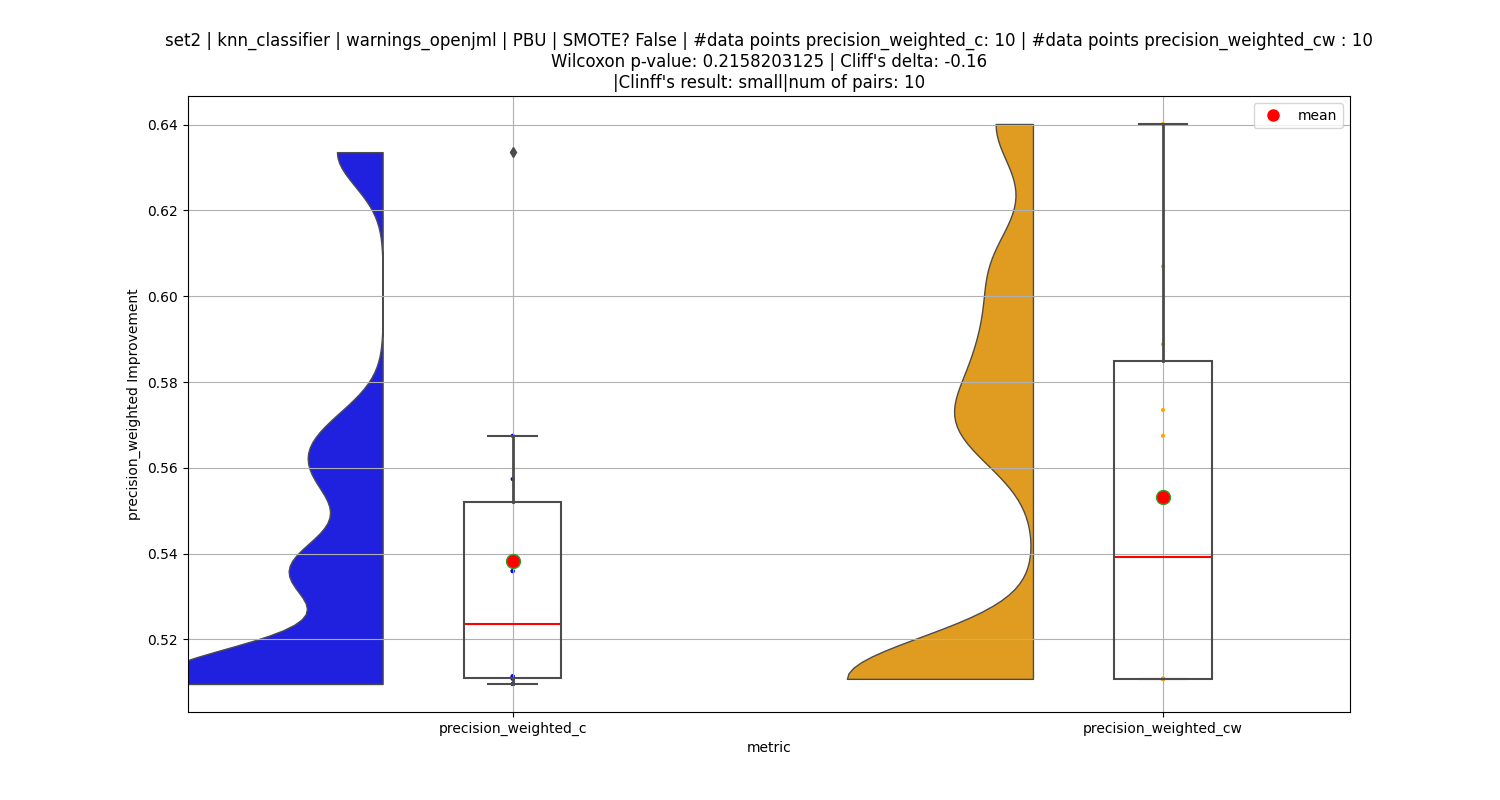 set2 | knn_classifier | warnings_openjml | PBU | SMOTE? False | #data points precision_weighted_c: 10 | #data points precision_weighted_cw : 10
Wilcoxon p-value: 0.2158203125 | Cliff's delta: -0.16
|Clinff's result: small|num of pairs: 10
mean
precision_weighted Improvement
0.64
0.62
0.60
0.58
0.56
0.54
0.52
precision_weighted_c
precision_weighted_cw
metric